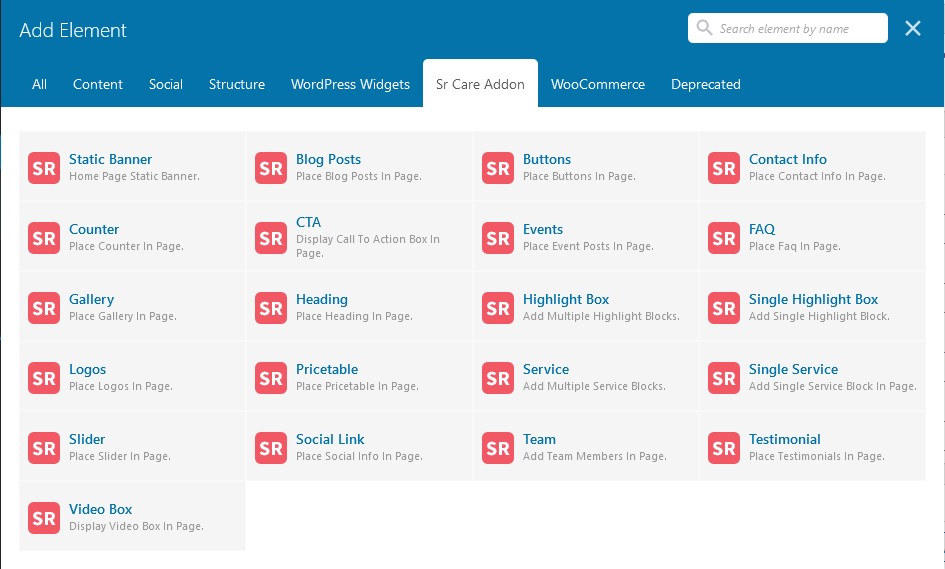 Add Element
Search element by name
All Content Social Structure WordPress Widgets Sr Care Addon WooCommerce Deprecated
SR Static Banner
Home Page Static Banner.
SR Blog Posts
Place Blog Posts In Page.
SR Buttons
Place Buttons In Page.
SR Contact Info
Place Contact Info In Page.
SR Counter
Place Counter In Page.
SR CTA
Display Call To Action Box In
Page.
SR Events
Place Event Posts In Page.
SR FAQ
Place Faq In Page.
SR Gallery
Place Gallery In Page.
SR Heading
Place Heading In Page.
SR Highlight Box
Add Multiple Highlight Blocks.
SR Single Highlight Box
Add Single Highlight Block.
SR Logos
Place Logos In Page.
SR Pricetable
Place Pricetable In Page.
SR Service
Add Multiple Service Blocks.
SR Single Service
Add Single Service Block In Page.
SR Slider
Place Slider In Page.
SR Social Link
Place Social Info In Page.
SR Team
Add Team Members In Page.
SR Testimonial
Place Testimonials In Page.
SR Video Box
Display Video Box In Page.